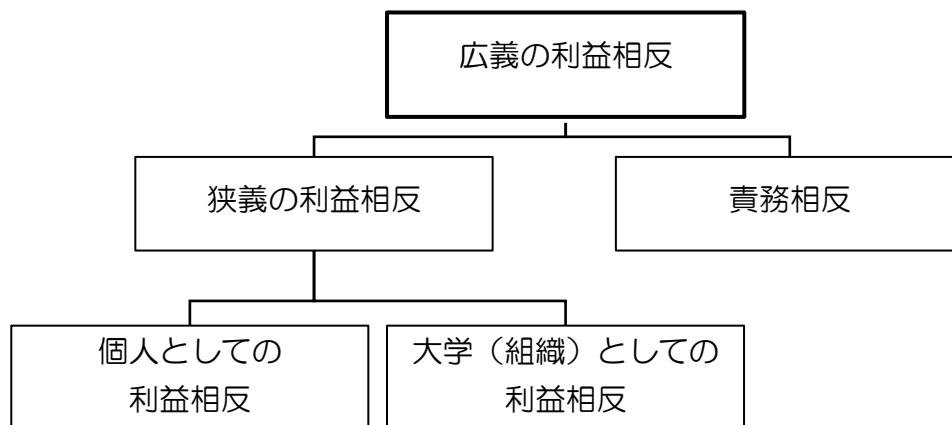 広義の利益相反
狭義の利益相反
責務相反
個人としての
利益相反
大学（組織）としての
利益相反